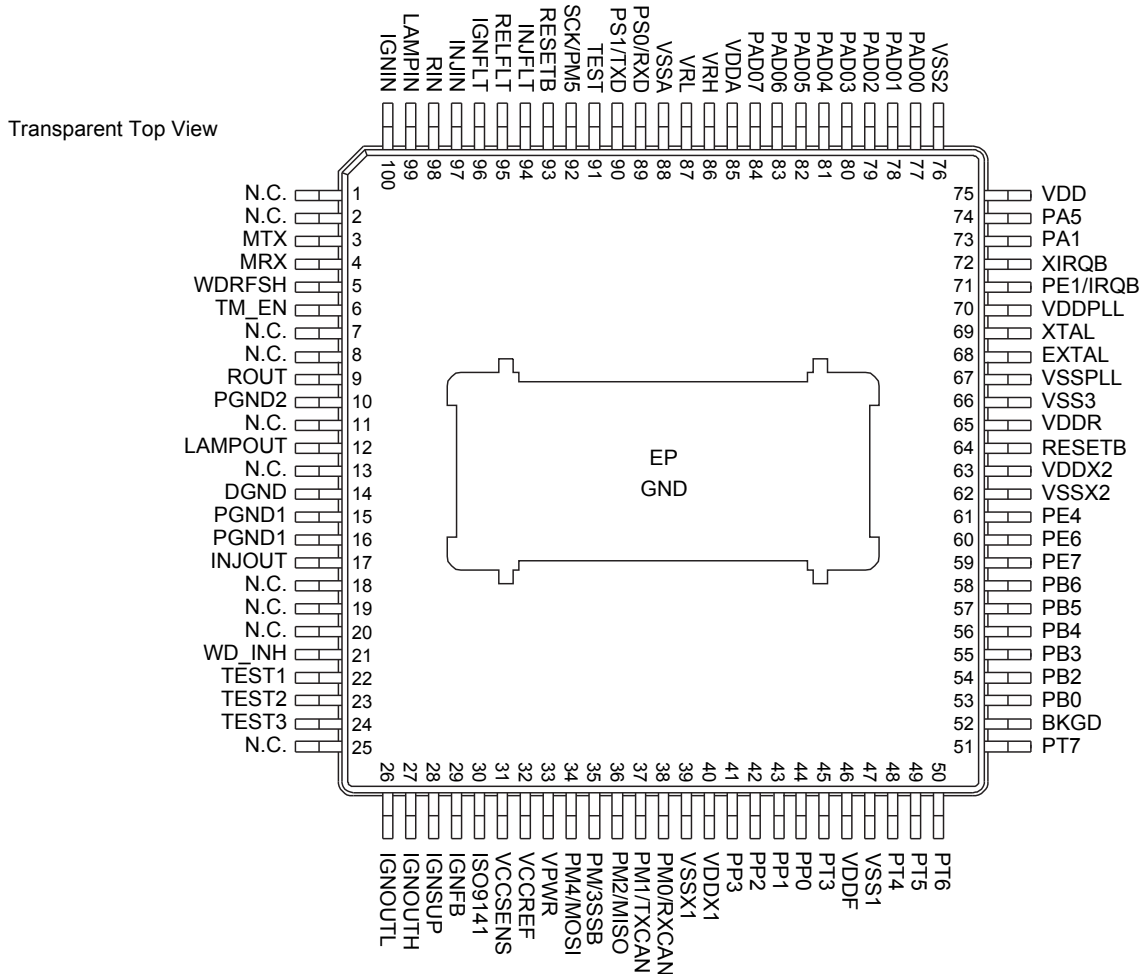 Transparent Top View
IGNIN
LAMPIN
RIN
INJIN
IGNFLT
RELFLT
INJFLT
RESETB
SCK/PM5
TEST
PS1/TXD
PS0/RXD
VSSA
VRL
VRH
VDDA
PAD07
PAD06
PAD05
PAD04
PAD03
PAD02
PAD01
PAD00
VSS2
100
99
98
97
96
95
94
93
92
91
90
89
88
87
86
85
84
83
82
81
80
79
78
77
76
N.C. 1
N.C. 2
MTX 3
MRX 4
WDRFSH 5
TM_EN 6
N.C. 7
N.C. 8
ROUT 9
PGND2 10
N.C. 11
LAMPOUT 12
N.C. 13
DGND 14
PGND1 15
PGND1 16
INJOUT 17
N.C. 18
N.C. 19
N.C. 20
WD_INH 21
TEST1 22
TEST2 23
TEST3 24
N.C. 25
EP
GND
75 VDD
74 PA5
73 PA1
72 XIRQB
71 PE1/IRQB
70 VDDPLL
69 XTAL
68 EXTAL
67 VSSPLL
66 VSS3
65 VDDR
64 RESETB
63 VDDX2
62 VSSX2
61 PE4
60 PE6
59 PE7
58 PB6
57 PB5
56 PB4
55 PB3
54 PB2
53 PB0
52 BKGD
51 PT7
26
27
28
29
30
31
32
33
34
35
36
37
38
39
40
41
42
43
44
45
46
47
48
49
50
IGNOUTL
IGNOUTH
IGNSUP
IGNFB
ISO9141
VCCSENS
VCCREF
VPWR
PM4/MOSI
PM/3SSB
PM2/MISO
PM1/TXCAN
PM0/RXCAN
VSSX1
VDDX1
PP3
PP2
PP1
PP0
PT3
VDDF
VSS1
PT4
PT5
PT6